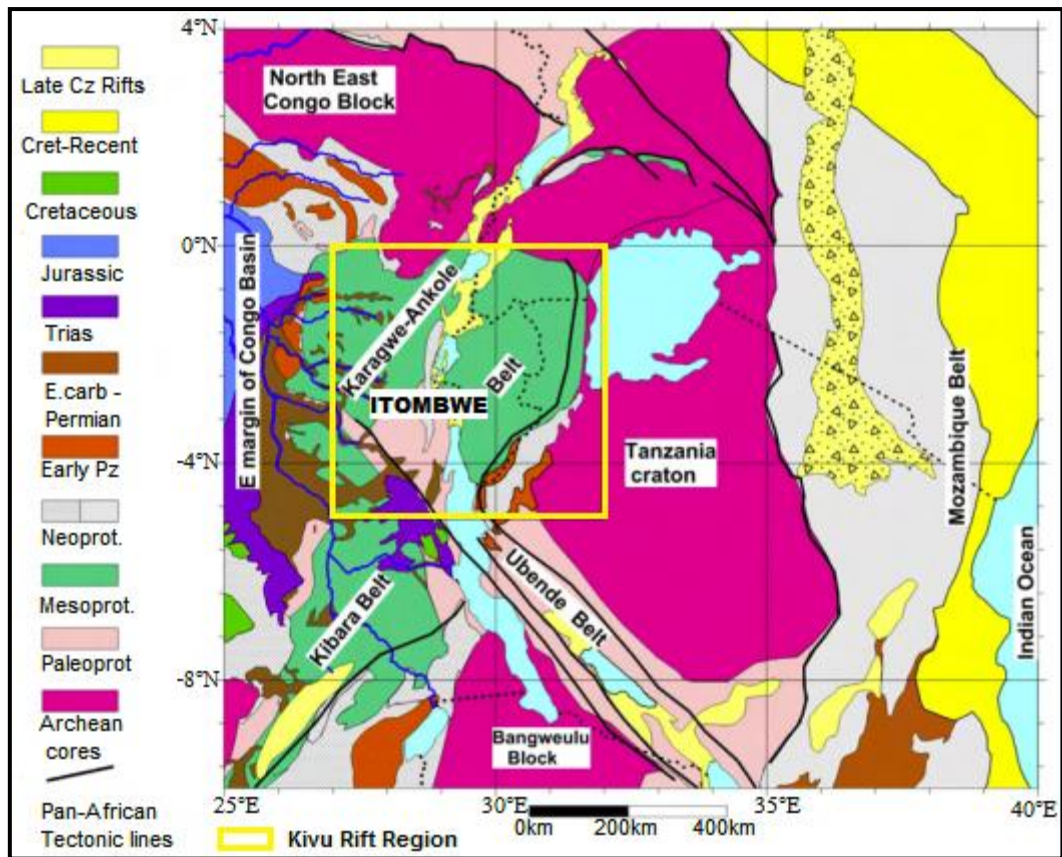 4°N
0°N
-4°N
-8°N
25°E
30°E
35°E
40°E
Late Cz Rifts
Cret-Recent
Cretaceous
Jurassic
Trias
E.carb -
Permian
Early Pz
Neoprot.
Mesoprot.
Paleoprot
Archean
cores
Pan-African
Tectonic lines
North East
Congo Block
E margin of Congo Basin
Karagwe-Ankole
Belt
ITOMBWE
Tanzania
craton
Mozambique Belt
Indian Ocean
Kibara Belt
Ubende Belt
Bangweulu
Block
Kivu Rift Region
0km
200km
400km